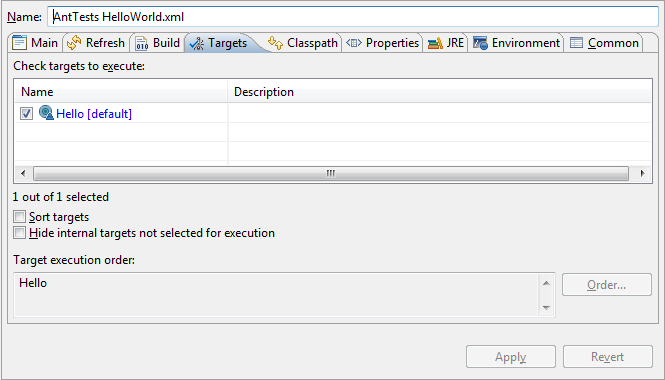 Name: AntTests HelloWorld.xml
Main Refresh Build Targets Classpath Properties JRE Environment Common
Check targets to execute:
Name Description
Hello [default]
1 out of 1 selected
Sort targets
Hide internal targets not selected for execution
Target execution order:
Hello
Order...
Apply Revert